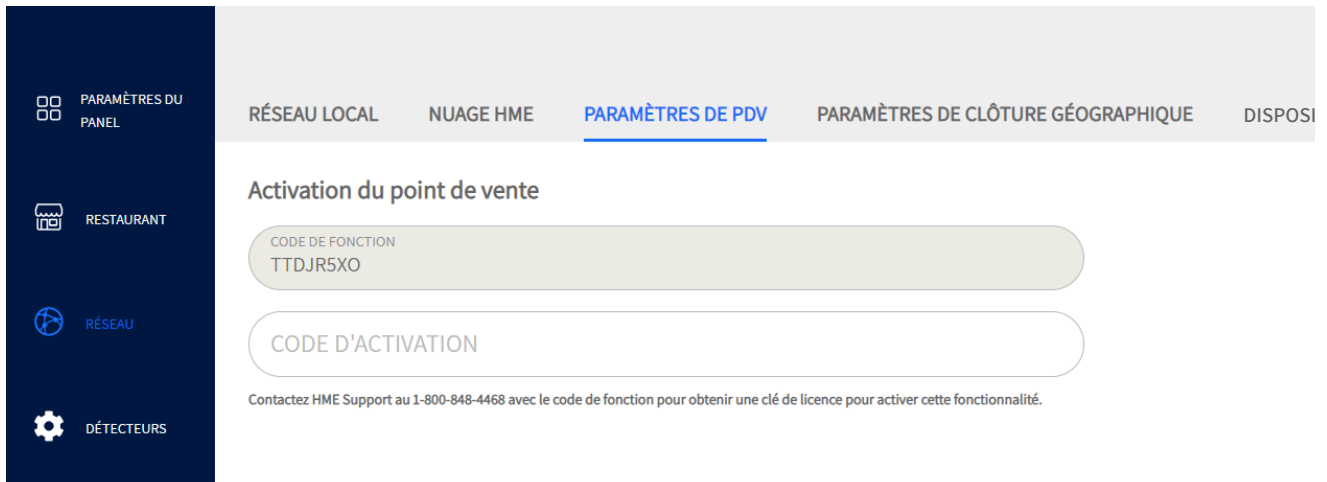 PARAMÈTRES DU
PANEL
RESTAURANT
RÉSEAU
DÉTECTEURS
RÉSEAU LOCAL
NUAGE HME
PARAMÈTRES DE PDV
PARAMÈTRES DE CLÔTURE GÉOGRAPHIQUE
DISPOSI
Activation du point de vente
CODE DE FONCTION
TTDJR5XO
CODE D'ACTIVATION
Contactez HME Support au 1-800-848-4468 avec le code de fonction pour obtenir une clé de licence pour activer cette fonctionnalité.